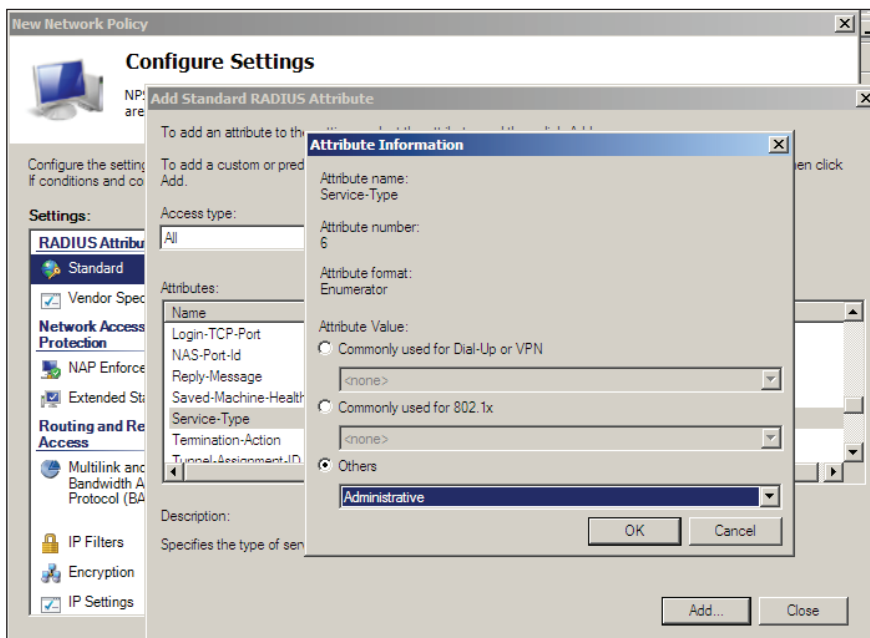 New Network Policy
Configure Settings
NPS
are
Configure the setting
If conditions and co
Settings:
RADIUS Attribu
Standard
Vendor Spec
Network Access
Protection
NAP Enforce
Extended Sta
Routing and Re
Access
Multilink and
Bandwidth A
Protocol (BA
IP Filters
Encryption
IP Settings
Add Standard RADIUS Attribute
To add an attribute to the
To add a custom or pred
hen click
Add.
Access type:
All
Attributes:
Name
Login-TCP-Port
NAS-Port-Id
Reply-Message
Saved-Machine-Health
Service-Type
Termination-Action
Tunnel-Assignment-ID
Description:
Specifies the type of serv
Add...
Close
Attribute Information
Attribute name:
Service-Type
Attribute number:
6
Attribute format:
Enumerator
Attribute Value:
Commonly used for Dial-Up or VPN
<none>
Commonly used for 802.1x
<none>
Others
Administrative
OK
Cancel